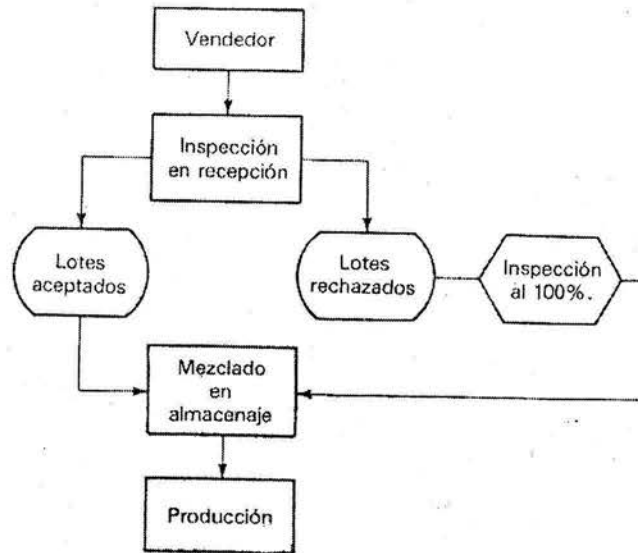 Vendedor
Inspección
en recepción
Lotes
aceptados
Lotes
rechazados
Inspección
al 100%.
Mezclado
en
almacenaje
Producción